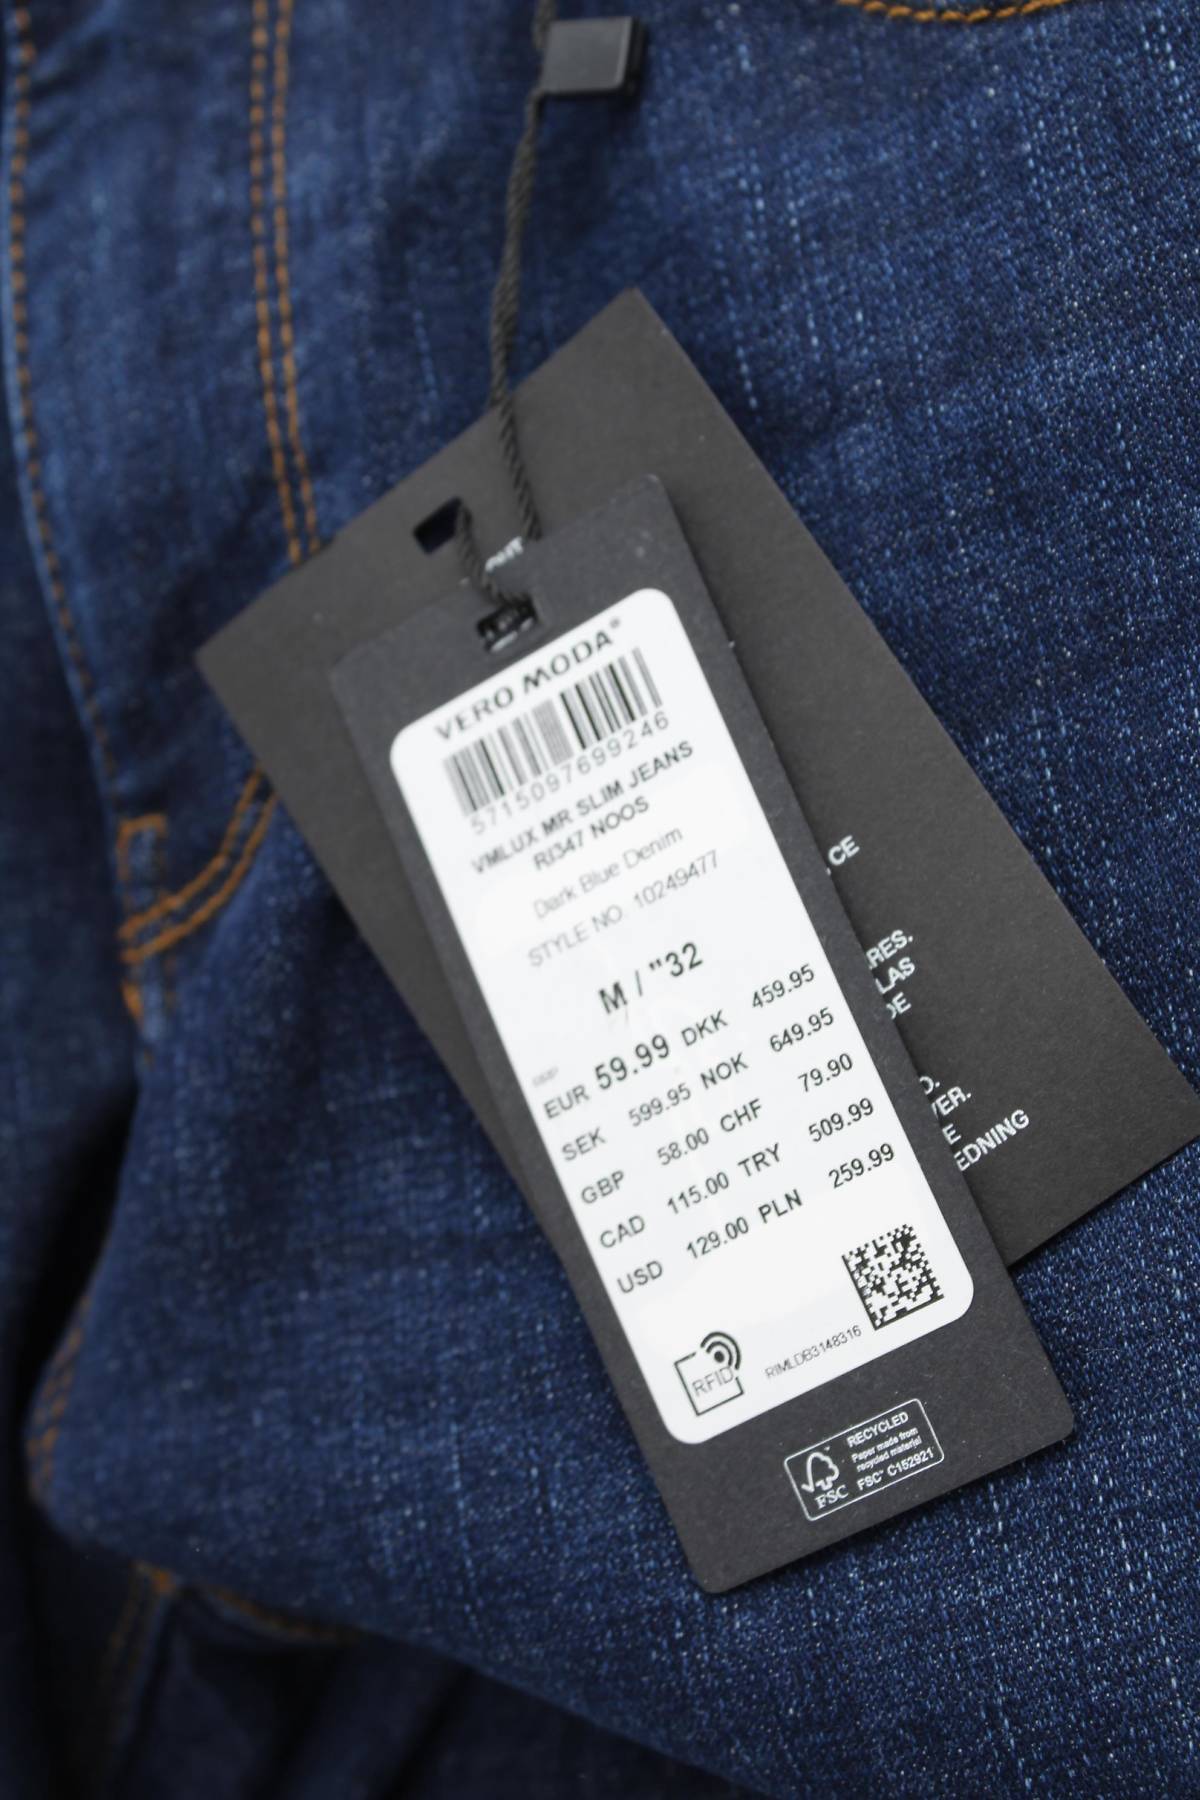 VERO MODA®
5715097699246
VMLUX MR SLIM JEANS
RI347 NOOS
Dark Blue Denim
STYLE NO. 10249477
M / "32
EUR 59.99 DKK 459.95
SEK 599.95 NOK 649.95
GBP 58.00 CHF 79.90
CAD 115.00 TRY 509.99
USD 129.00 PLN 259.99
RFID
RIMLDB3148316
RECYCLED
Paper made from
recycled material
FSC™ C152921
FSC
CE
RES.
LAS
DE
O.
VER.
E
EDNING